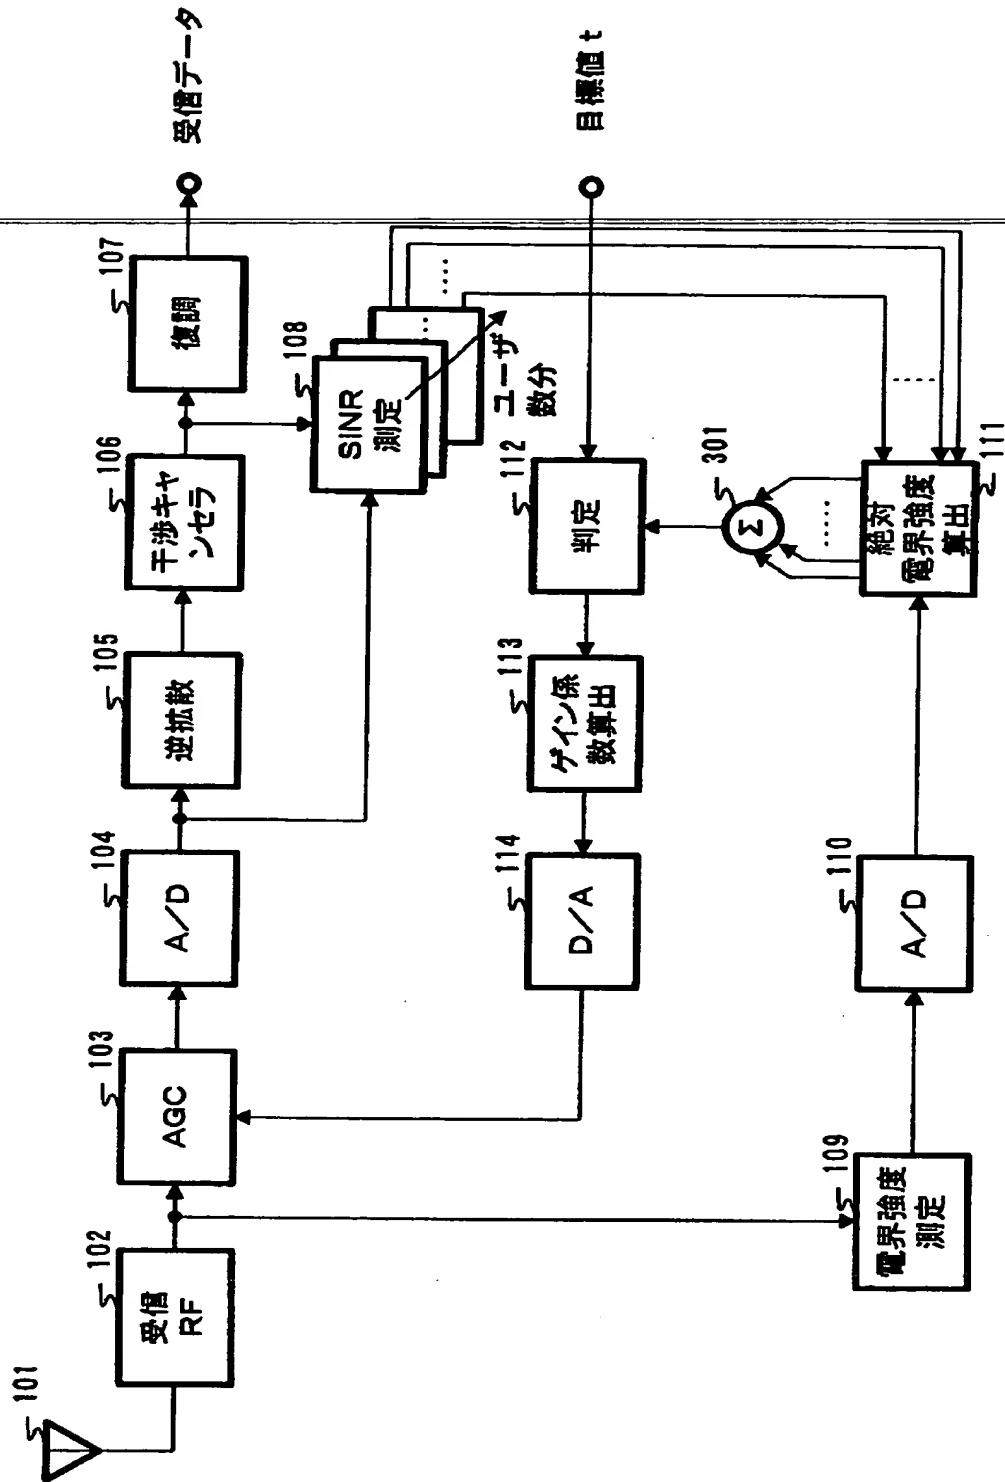 101
102
受信
RF
103
AGC
104
A/D
105
逆拡散
106
干渉キャ
ンセラ
107
復調
受信データ
108
SINR
測定
ユーザ
数分
目標値 t
112
判定
113
ゲイン係
数算出
114
D/A
301
Σ
109
電界強度
測定
110
A/D
111
絶対
電界強度
算出